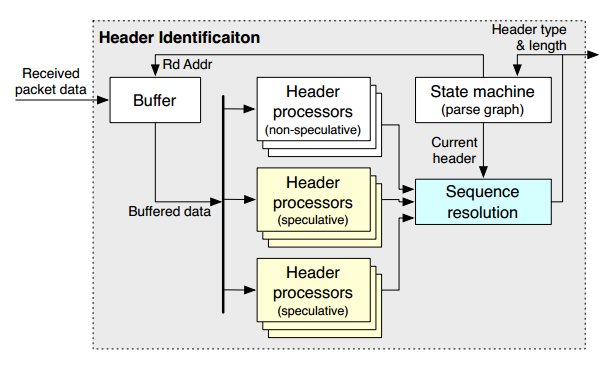 Header Identificaiton
Header type
& length
Rd Addr
Received
packet data
Buffer
Header
processors
(non-speculative)
State machine
(parse graph)
Current
header
Header
processors
(speculative)
Sequence
resolution
Buffered data
Header
processors
(speculative)